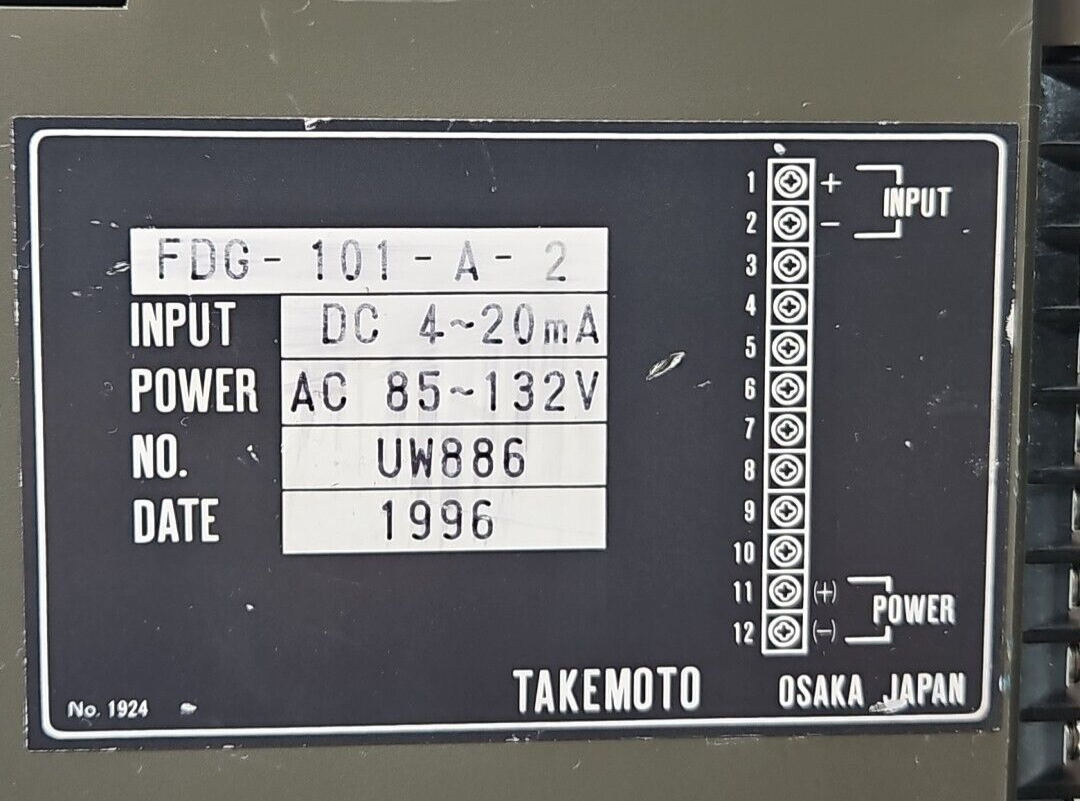 FDG-101-A-2
INPUT DC 4~20mA
POWER AC 85~132V
NO. UW886
DATE 1996
1 + INPUT
2 −
3
4
5
6
7
8
9
10
11 (+) POWER
12 (−)
TAKEMOTO OSAKA JAPAN
No. 1924